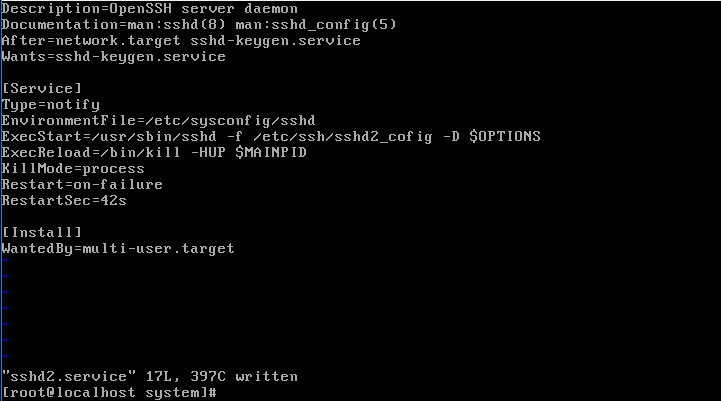 Description=OpenSSH server daemon
Documentation=man:sshd(8) man:sshd_config(5)
After=network.target sshd-keygen.service
Wants=sshd-keygen.service

[Service]
Type=notify
EnvironmentFile=/etc/sysconfig/sshd
ExecStart=/usr/sbin/sshd -f /etc/ssh/sshd2_cofig -D $OPTIONS
ExecReload=/bin/kill -HUP $MAINPID
KillMode=process
Restart=on-failure
RestartSec=42s

[Install]
WantedBy=multi-user.target
~
~
~
~
~
~
~
"sshd2.service" 17L, 397C written
[root@localhost system]#